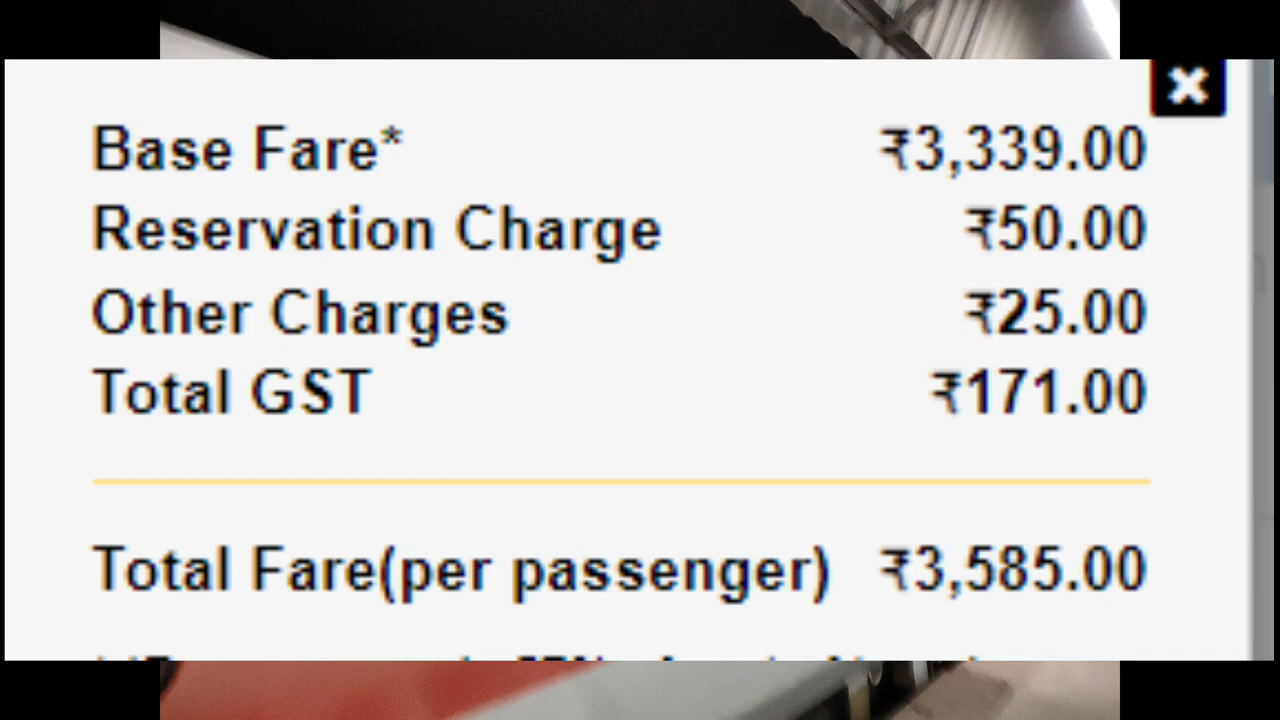 Base Fare* ₹3,339.00
Reservation Charge ₹50.00
Other Charges ₹25.00
Total GST ₹171.00
Total Fare(per passenger) ₹3,585.00